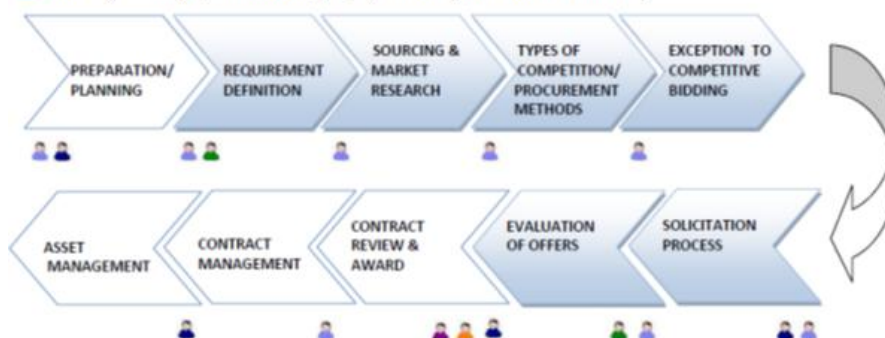 PREPARATION/
PLANNING
REQUIREMENT
DEFINITION
SOURCING &
MARKET
RESEARCH
TYPES OF
COMPETITION/
PROCUREMENT
METHODS
EXCEPTION TO
COMPETITIVE
BIDDING
ASSET
MANAGEMENT
CONTRACT
MANAGEMENT
CONTRACT
REVIEW &
AWARD
EVALUATION
OF OFFERS
SOLICITATION
PROCESS